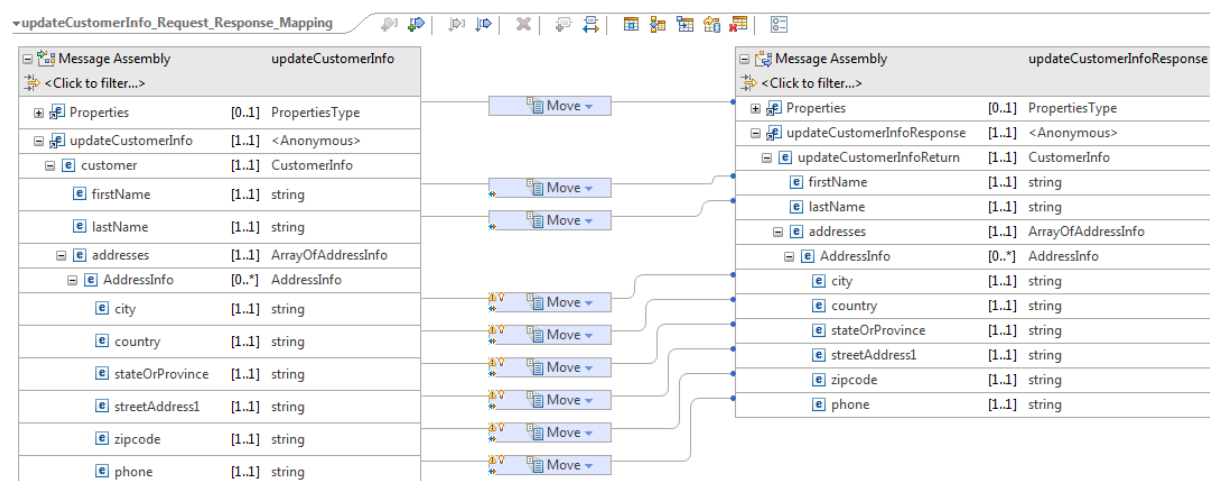 updateCustomerInfo_Request_Response_Mapping
Message Assembly updateCustomerInfo
<Click to filter...>
Properties [0..1] PropertiesType
updateCustomerInfo [1..1] <Anonymous>
customer [1..1] CustomerInfo
firstName [1..1] string
lastName [1..1] string
addresses [1..1] ArrayOfAddressInfo
AddressInfo [0..*] AddressInfo
city [1..1] string
country [1..1] string
stateOrProvince [1..1] string
streetAddress1 [1..1] string
zipcode [1..1] string
phone [1..1] string
Move
Move
Move
Move
Move
Move
Move
Move
Move
Message Assembly updateCustomerInfoResponse
<Click to filter...>
Properties [0..1] PropertiesType
updateCustomerInfoResponse [1..1] <Anonymous>
updateCustomerInfoReturn [1..1] CustomerInfo
firstName [1..1] string
lastName [1..1] string
addresses [1..1] ArrayOfAddressInfo
AddressInfo [0..*] AddressInfo
city [1..1] string
country [1..1] string
stateOrProvince [1..1] string
streetAddress1 [1..1] string
zipcode [1..1] string
phone [1..1] string